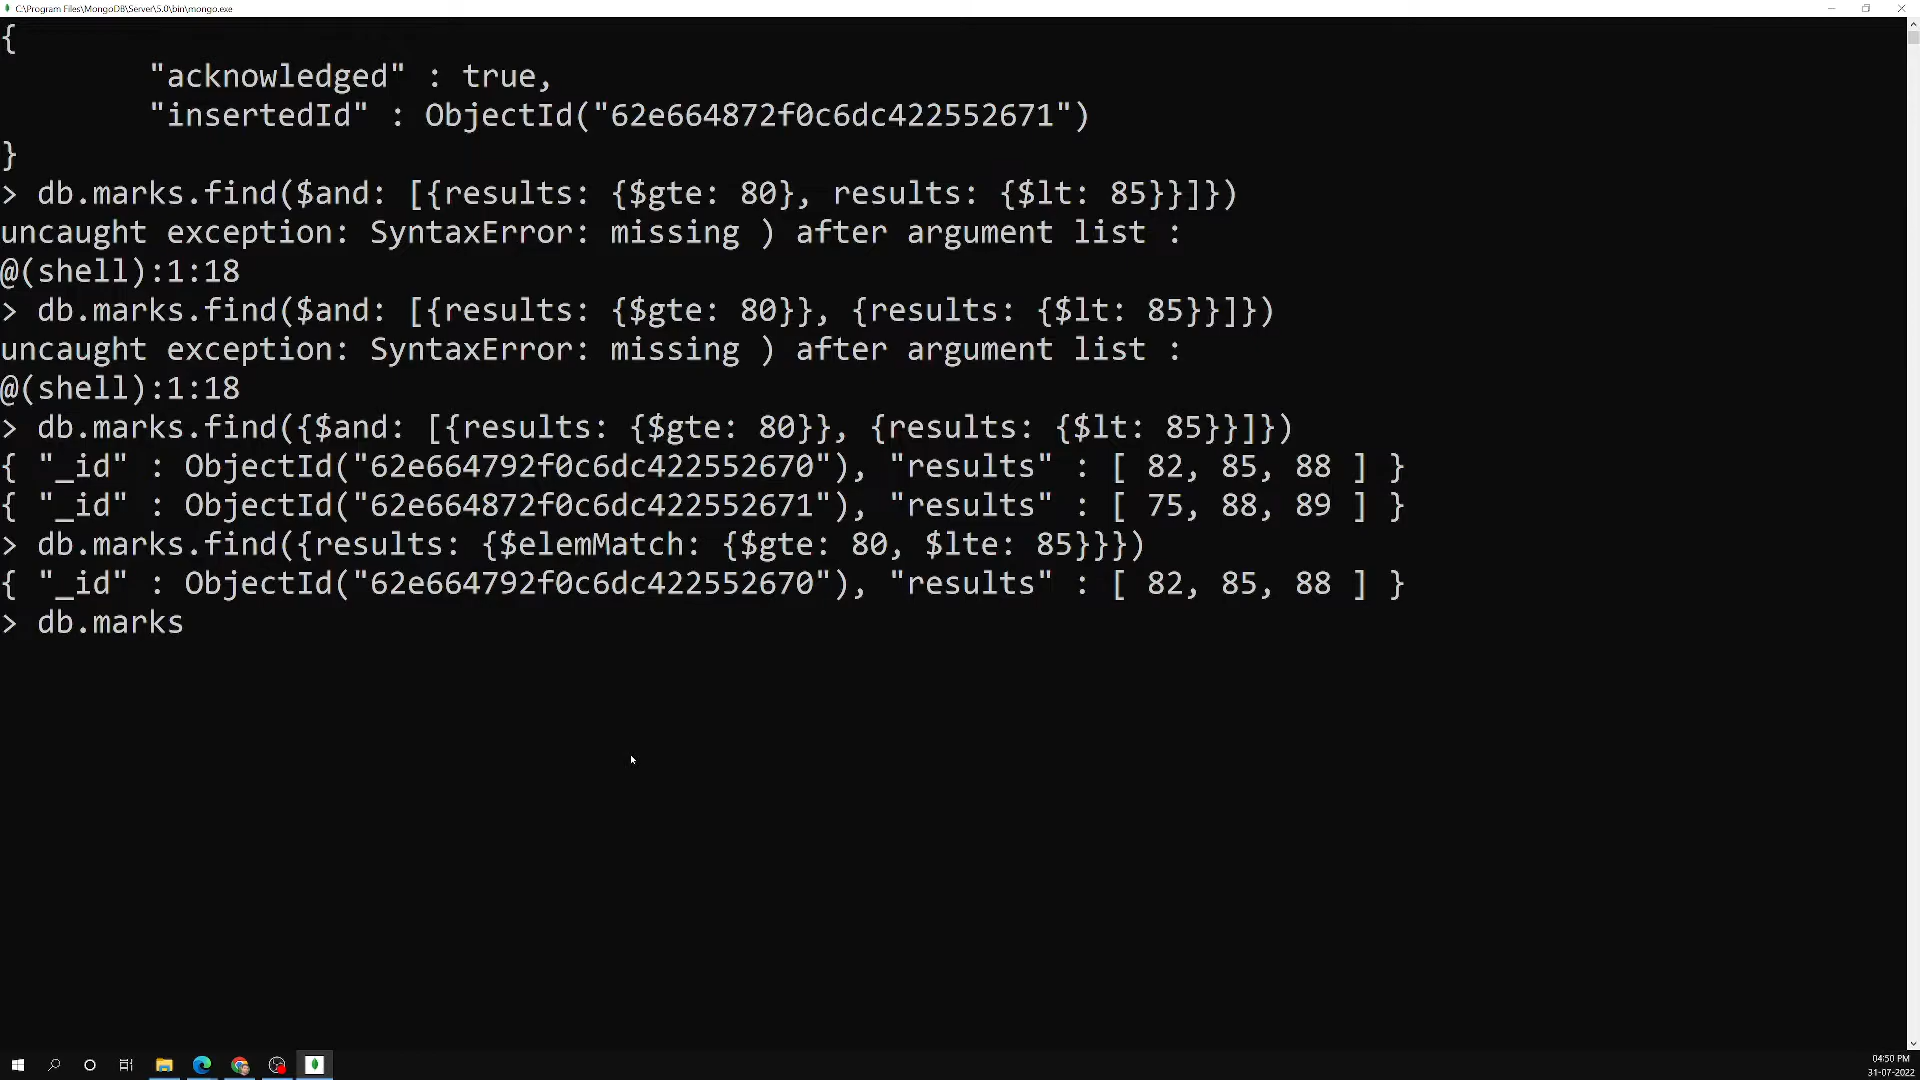 C:\Program Files\MongoDB\Server\5.0\bin\mongo.exe
{
"acknowledged" : true,
"insertedId" : ObjectId("62e664872f0c6dc422552671")
}
> db.marks.find($and: [{results: {$gte: 80}, results: {$lt: 85}}]})
uncaught exception: SyntaxError: missing ) after argument list :
@(shell):1:18
> db.marks.find($and: [{results: {$gte: 80}}, {results: {$lt: 85}}]})
uncaught exception: SyntaxError: missing ) after argument list :
@(shell):1:18
> db.marks.find({$and: [{results: {$gte: 80}}, {results: {$lt: 85}}]})
{ "_id" : ObjectId("62e664792f0c6dc422552670"), "results" : [ 82, 85, 88 ] }
{ "_id" : ObjectId("62e664872f0c6dc422552671"), "results" : [ 75, 88, 89 ] }
> db.marks.find({results: {$elemMatch: {$gte: 80, $lte: 85}}})
{ "_id" : ObjectId("62e664792f0c6dc422552670"), "results" : [ 82, 85, 88 ] }
> db.marks
04:50 PM
31-07-2022